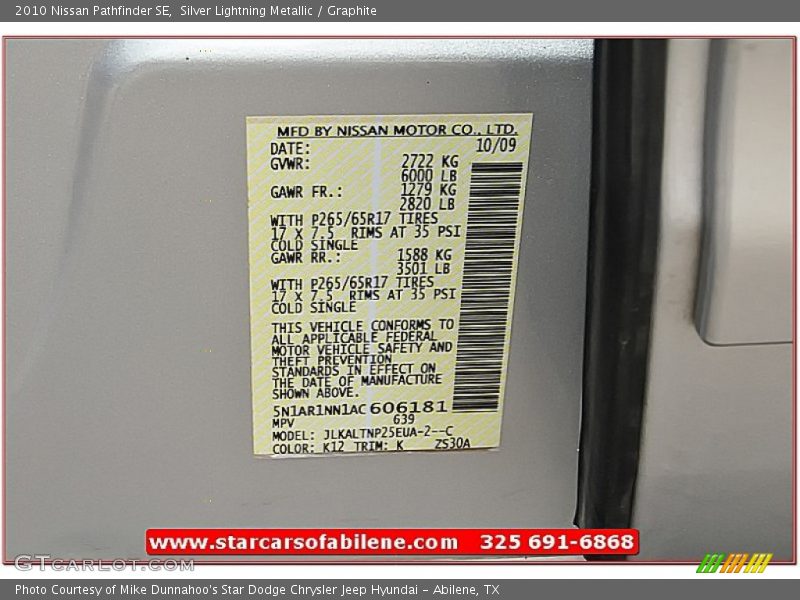 2010 Nissan Pathfinder SE, Silver Lightning Metallic / Graphite
MFD BY NISSAN MOTOR CO., LTD.
DATE: 10/09
GVWR: 2722 KG
6000 LB
GAWR FR.: 1279 KG
2820 LB
WITH P265/65R17 TIRES
17 X 7.5 RIMS AT 35 PSI
COLD SINGLE
GAWR RR.: 1588 KG
3501 LB
WITH P265/65R17 TIRES
17 X 7.5 RIMS AT 35 PSI
COLD SINGLE
THIS VEHICLE CONFORMS TO
ALL APPLICABLE FEDERAL
MOTOR VEHICLE SAFETY AND
THEFT PREVENTION
STANDARDS IN EFFECT ON
THE DATE OF MANUFACTURE
SHOWN ABOVE.
5N1AR1NN1AC606181
MPV 639
MODEL: JLKALTNP25EUA-2--C
COLOR: K12 TRIM: K ZS30A
www.starcarsofabilene.com 325 691-6868
GTCARLOT.COM
Photo Courtesy of Mike Dunnahoo's Star Dodge Chrysler Jeep Hyundai - Abilene, TX